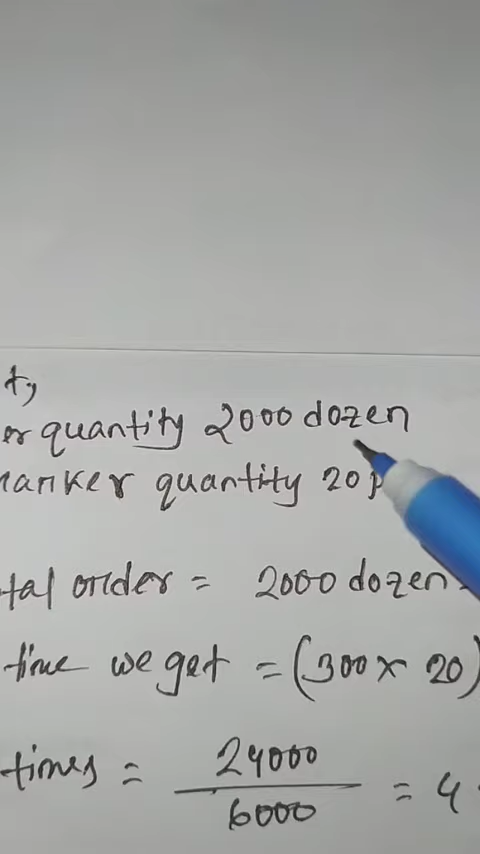 t,
er quantity 2000 dozen
marker quantity 20 p
tal order = 2000 dozen
time we get = (300 × 20)
times = 24000 / 6000 = 4